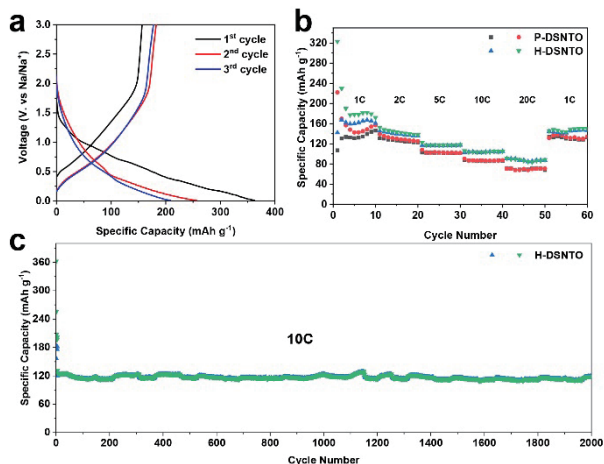 a
3.0
2.5
2.0
1.5
1.0
0.5
0.0
Voltage (V. vs Na/Na⁺)
1ˢᵗ cycle
2ⁿᵈ cycle
3ʳᵈ cycle
0 100 200 300 400
Specific Capacity (mAh g⁻¹)
b
320
280
240
200
160
120
80
40
0
Specific Capacity (mAh g⁻¹)
P-DSNTO
H-DSNTO
1C 2C 5C 10C 20C 1C
0 10 20 30 40 50 60
Cycle Number
c
360
300
240
180
120
60
0
Specific Capacity (mAh g⁻¹)
H-DSNTO
10C
0 200 400 600 800 1000 1200 1400 1600 1800 2000
Cycle Number